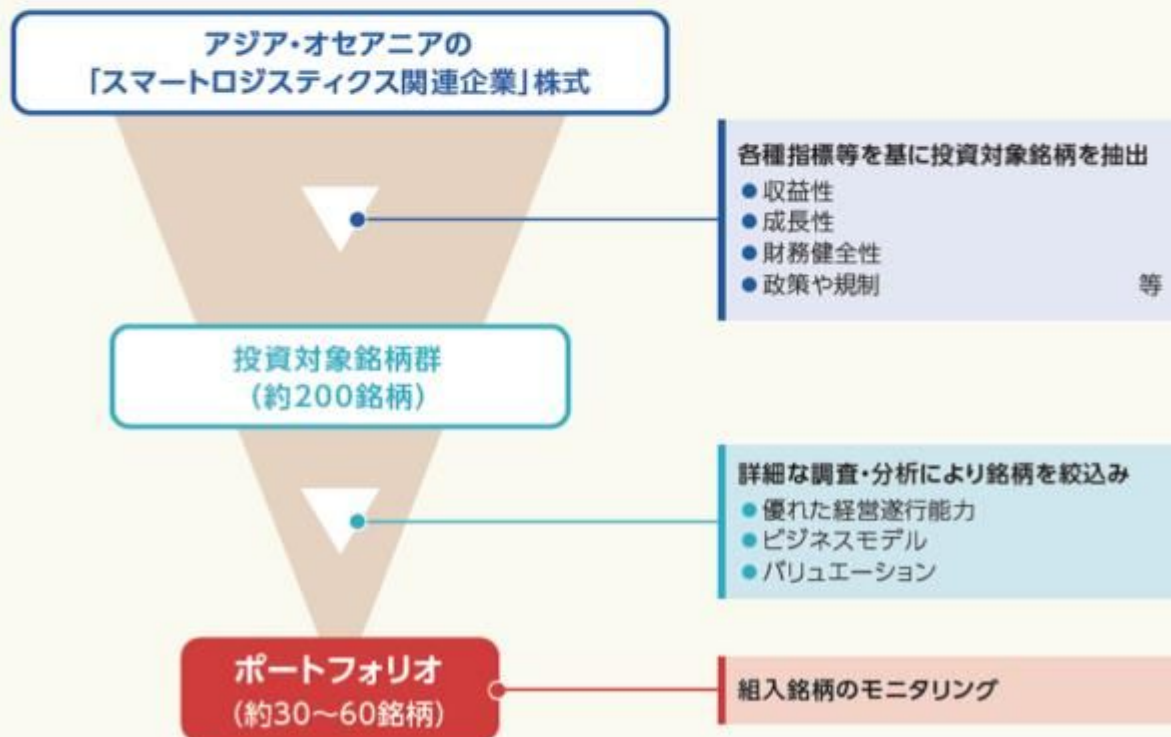 アジア・オセアニアの
「スマートロジスティクス関連企業」株式
各種指標等を基に投資対象銘柄を抽出
●収益性
●成長性
●財務健全性
●政策や規制 等
投資対象銘柄群
(約200銘柄)
詳細な調査・分析により銘柄を絞込み
●優れた経営遂行能力
●ビジネスモデル
●バリュエーション
ポートフォリオ
(約30～60銘柄)
組入銘柄のモニタリング